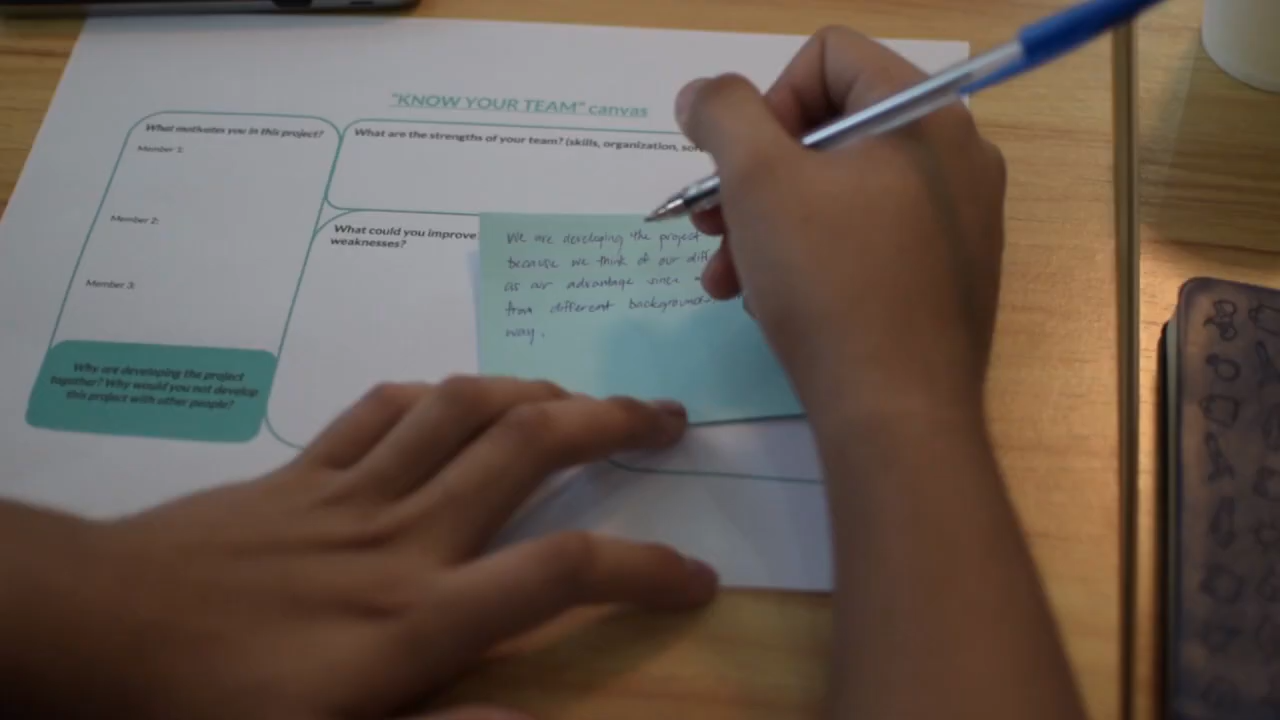 "KNOW YOUR TEAM" canvas
What motivates you in this project?
Member 1:
Member 2:
Member 3:
Why are developing the project
together? Why would you not develop
this project with other people?
What are the strengths of your team? (skills, organization,
What could you improve
weaknesses?
We are developing the project
because we think of our
as our advantage since
from different
way.